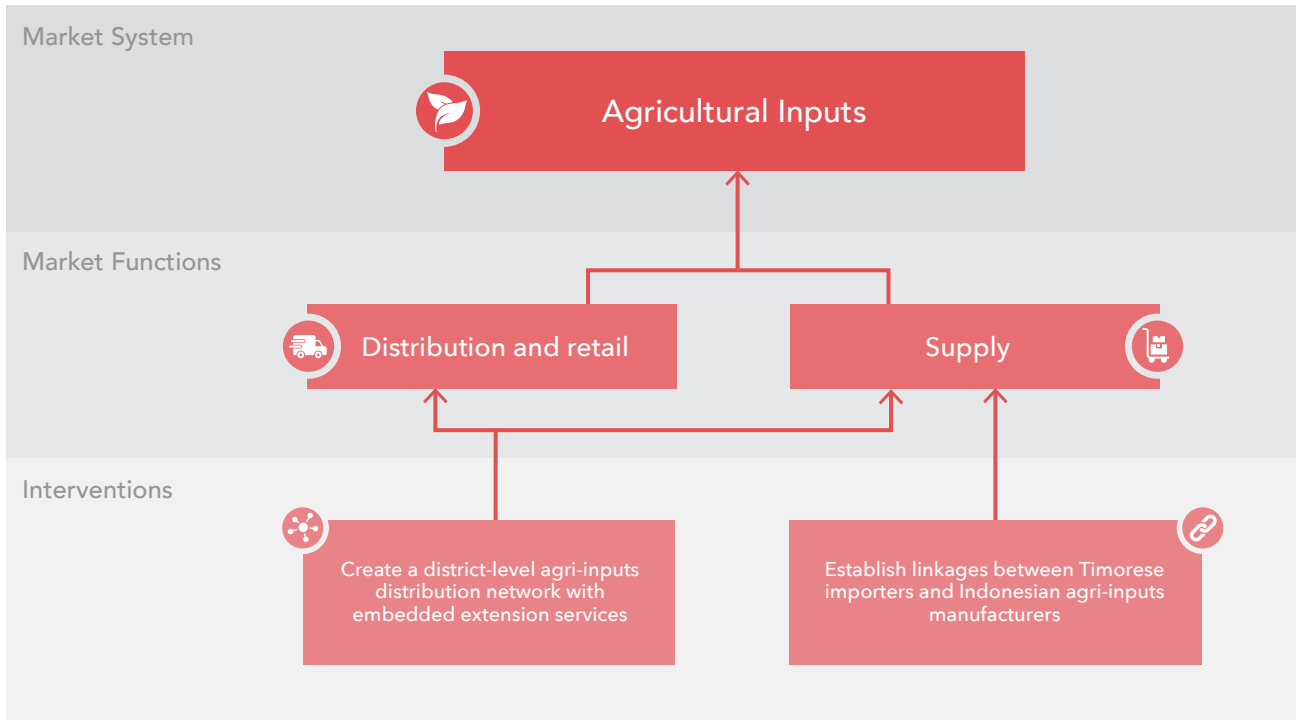 Market System
Agricultural Inputs
Market Functions
Distribution and retail
Supply
Interventions
Create a district-level agri-inputs
distribution network with
embedded extension services
Establish linkages between Timorese
importers and Indonesian agri-inputs
manufacturers